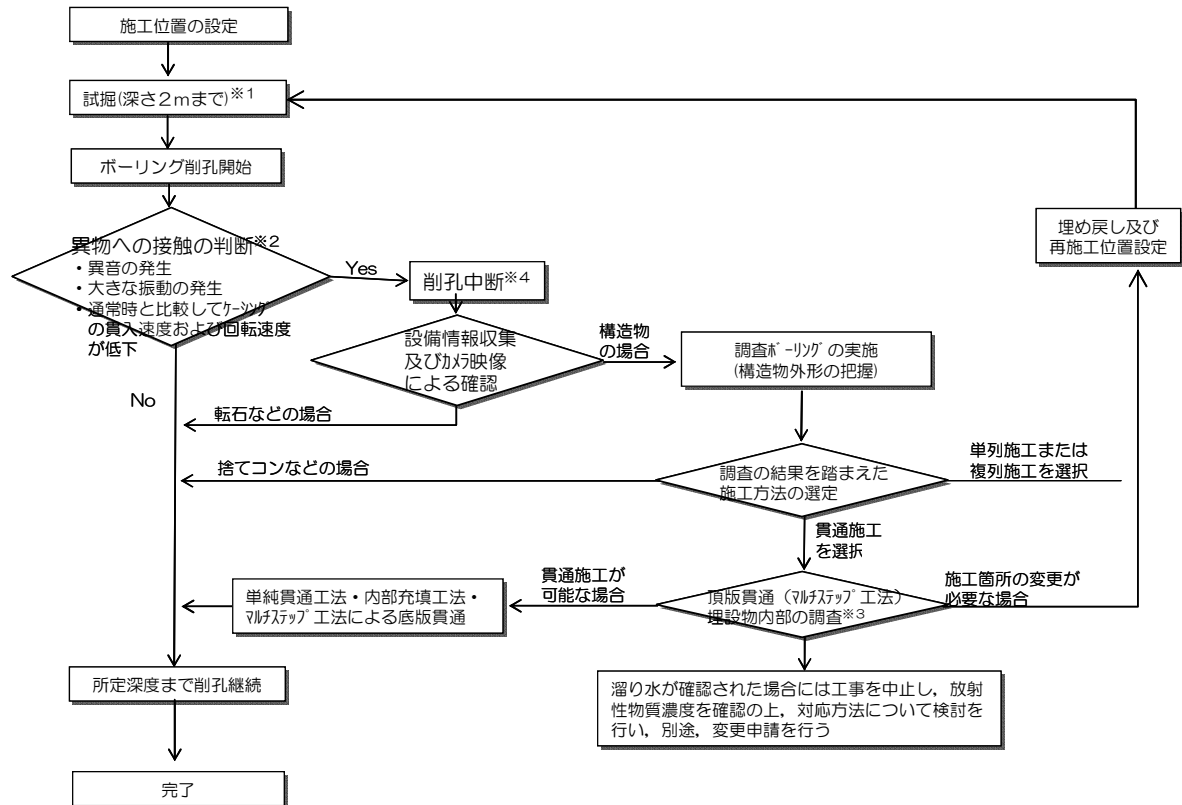 施工位置の設定
試掘(深さ２ｍまで)※1
ボーリング削孔開始
異物への接触の判断※2
・異音の発生
・大きな振動の発生
・通常時と比較してｹｰｼﾝｸﾞ
の貫入速度および回転速度
が低下
Yes
No
削孔中断※4
設備情報収集
及びｶﾒﾗ映像
による確認
構造物
の場合
転石などの場合
調査ﾎﾞｰﾘﾝｸﾞの実施
(構造物外形の把握)
埋め戻し及び
再施工位置設定
捨てコンなどの場合
調査の結果を踏まえた
施工方法の選定
単列施工または
複列施工を選択
貫通施工
を選択
単純貫通工法・内部充填工法・
ﾏﾙﾁｽﾃｯﾌﾟ工法による底版貫通
貫通施工が
可能な場合
頂版貫通（ﾏﾙﾁｽﾃｯﾌﾟ工法）
埋設物内部の調査※3
施工箇所の変更が
必要な場合
所定深度まで削孔継続
溜り水が確認された場合には工事を中止し，放射
性物質濃度を確認の上，対応方法について検討を
行い，別途，変更申請を行う
完了